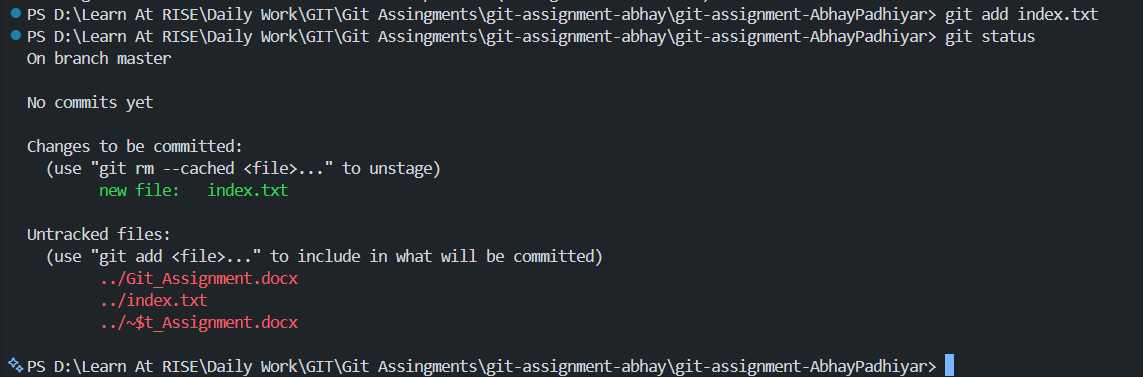 PS D:\Learn At RISE\Daily Work\GIT\Git Assingments\git-assignment-abhay\git-assignment-AbhayPadhiyar> git add index.txt
PS D:\Learn At RISE\Daily Work\GIT\Git Assingments\git-assignment-abhay\git-assignment-AbhayPadhiyar> git status
On branch master
No commits yet
Changes to be committed:
(use "git rm --cached <file>..." to unstage)
new file: index.txt
Untracked files:
(use "git add <file>..." to include in what will be committed)
../Git_Assignment.docx
../index.txt
../~$t_Assignment.docx
PS D:\Learn At RISE\Daily Work\GIT\Git Assingments\git-assignment-abhay\git-assignment-AbhayPadhiyar>